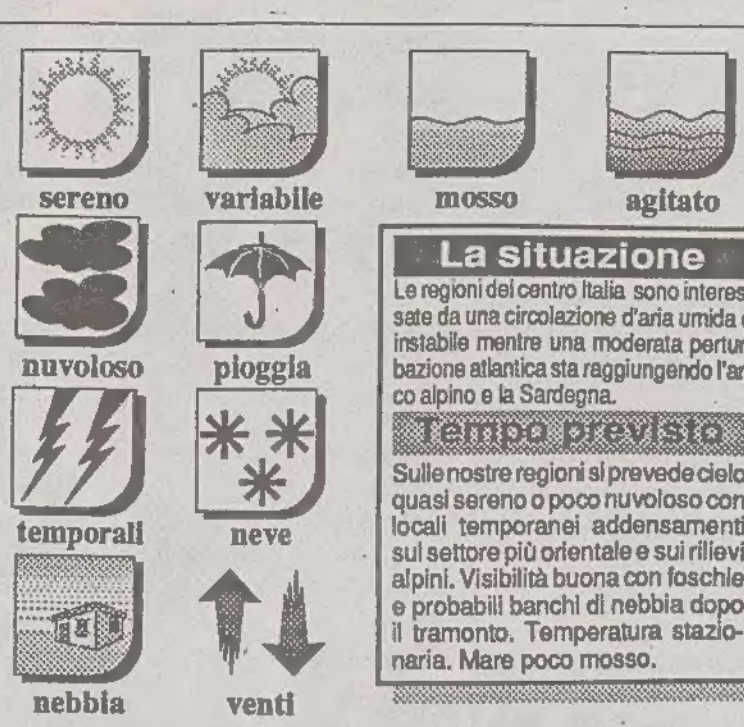 sereno variabile mosso agitato
nuvoloso pioggia
temporali neve
nebbia venti
La situazione
Le regioni del centro Italia sono interes-
sate da una circolazione d'aria umida e
instabile mentre una moderata pertur-
bazione atlantica sta raggiungendo l'ar-
co alpino e la Sardegna.
Tempo previsto
Sulle nostre regioni si prevede cielo
quasi sereno o poco nuvoloso con
locali temporanei addensamenti
sul settore più orientale e sui rilievi
alpini. Visibilità buona con foschie
e probabili banchi di nebbia dopo
il tramonto. Temperatura stazio-
naria. Mare poco mosso.